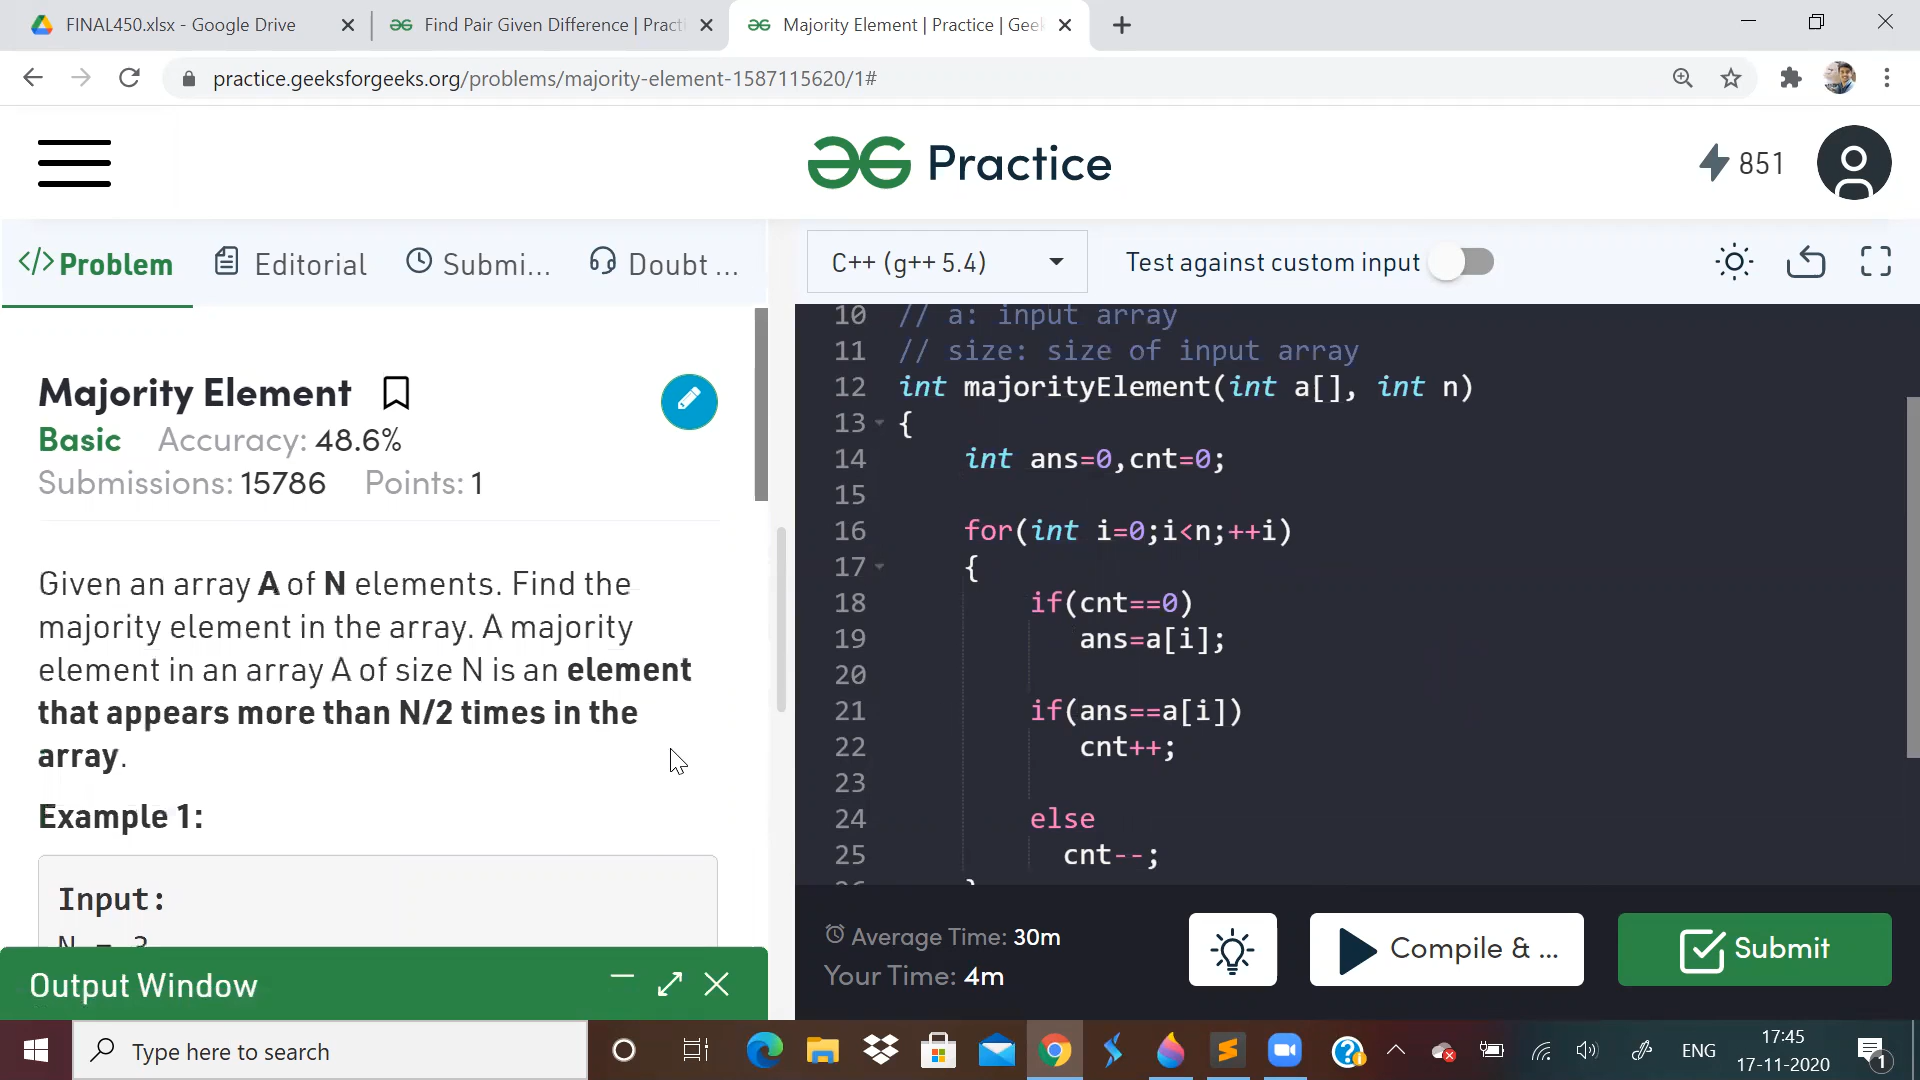 FINAL450.xlsx - Google Drive
Find Pair Given Difference | Practi
Majority Element | Practice | Geek
practice.geeksforgeeks.org/problems/majority-element-1587115620/1#
Practice
851
</> Problem
Editorial
Submi...
Doubt ...
C++ (g++ 5.4)
Test against custom input
Majority Element
Basic Accuracy: 48.6%
Submissions: 15786 Points: 1
Given an array A of N elements. Find the
majority element in the array. A majority
element in an array A of size N is an element
that appears more than N/2 times in the
array.
Example 1:
Input:
N = 3
Output Window
10 // a: input array
11 // size: size of input array
12 int majorityElement(int a[], int n)
13 {
14 int ans=0,cnt=0;
15
16 for(int i=0;i<n;++i)
17 {
18 if(cnt==0)
19 ans=a[i];
20
21 if(ans==a[i])
22 cnt++;
23
24 else
25 cnt--;
26 }
Average Time: 30m
Your Time: 4m
Compile & ...
Submit
Type here to search
ENG
17:45
17-11-2020
1